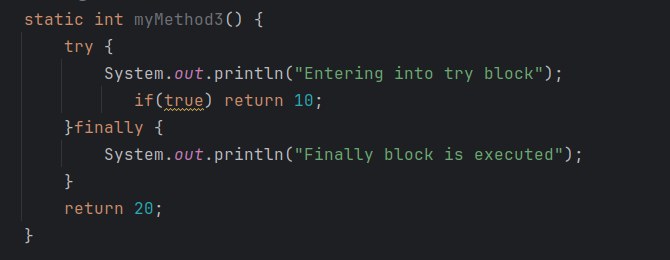 static int myMethod3() {
try {
System.out.println("Entering into try block");
if(true) return 10;
}finally {
System.out.println("Finally block is executed");
}
return 20;
}